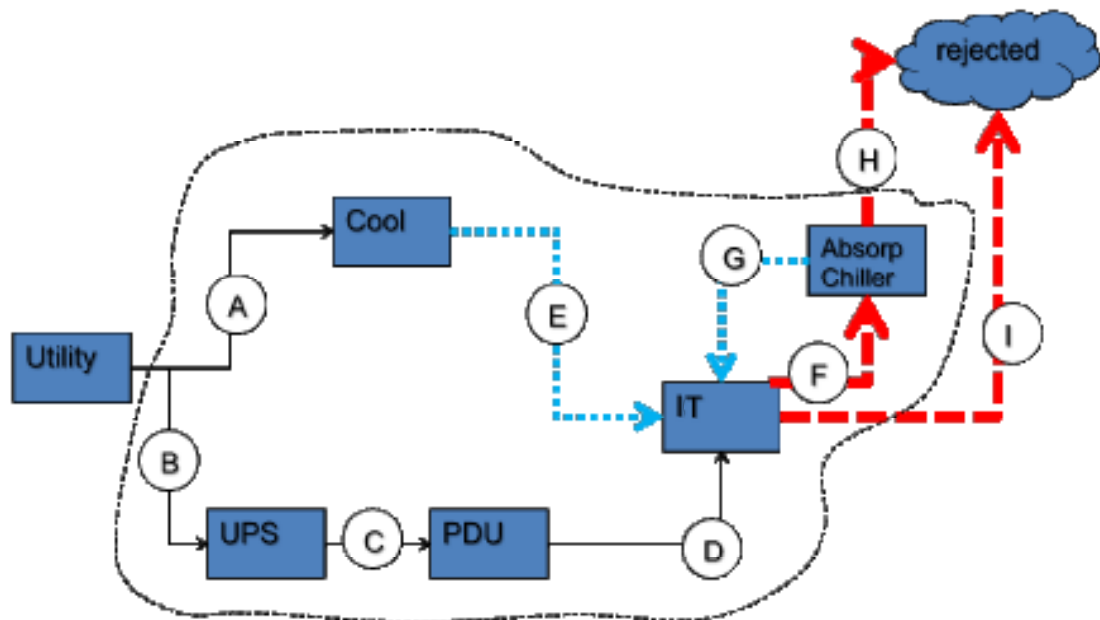 rejected
H
Cool
Absorp
Chiller
G
A
E
Utility
I
F
IT
B
UPS
C
PDU
D